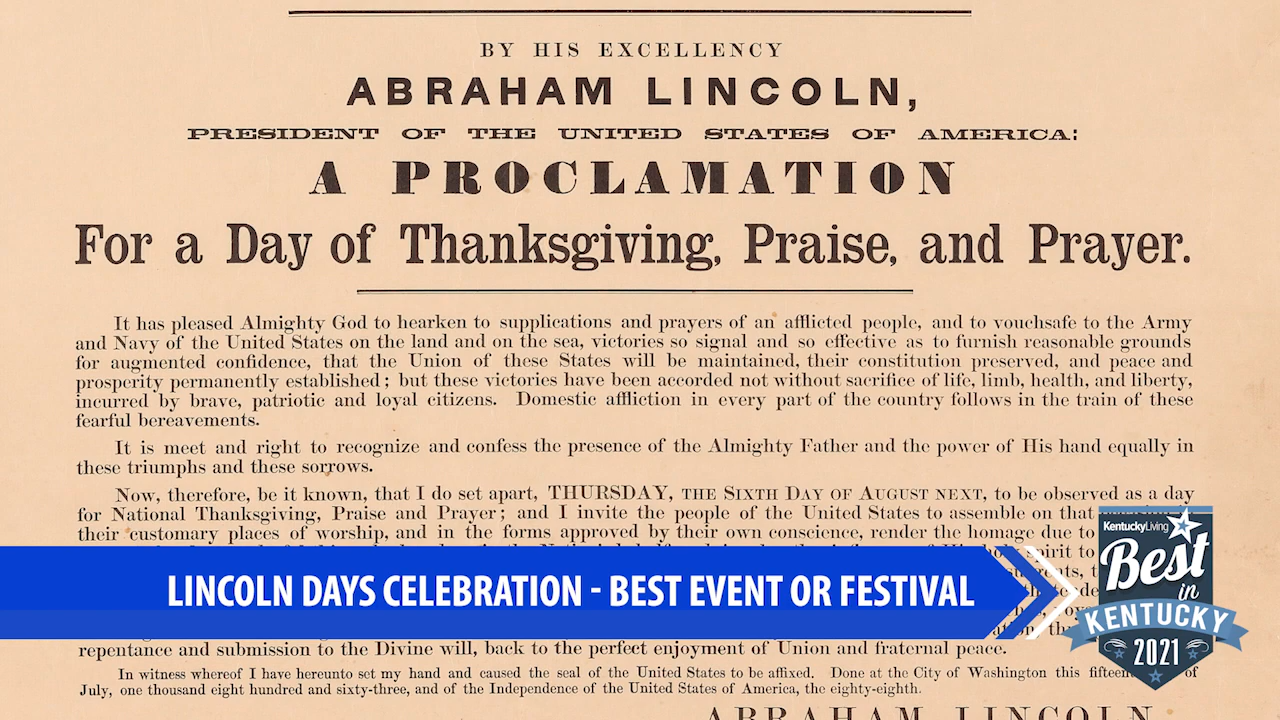 BY HIS EXCELLENCY
ABRAHAM LINCOLN,
PRESIDENT OF THE UNITED STATES OF AMERICA:
A PROCLAMATION
For a Day of Thanksgiving, Praise, and Prayer.
It has pleased Almighty God to hearken to supplications and prayers of an afflicted people, and to vouchsafe to the Army
and Navy of the United States on the land and on the sea, victories so signal and so effective as to furnish reasonable grounds
for augmented confidence, that the Union of these States will be maintained, their constitution preserved, and peace and
prosperity permanently established; but these victories have been accorded not without sacrifice of life, limb, health, and liberty,
incurred by brave, patriotic and loyal citizens. Domestic affliction in every part of the country follows in the train of these
fearful bereavements.
It is meet and right to recognize and confess the presence of the Almighty Father and the power of His hand equally in
these triumphs and these sorrows.
Now, therefore, be it known, that I do set apart, THURSDAY, THE SIXTH DAY OF AUGUST NEXT, to be observed as a day
for National Thanksgiving, Praise and Prayer; and I invite the people of the United States to assemble on that
their customary places of worship, and in the forms approved by their own conscience, render the homage due to
spirit to
LINCOLN DAYS CELEBRATION - BEST EVENT OR FESTIVAL
repentance and submission to the Divine will, back to the perfect enjoyment of Union and fraternal peace.
In witness whereof I have hereunto set my hand and caused the seal of the United States to be affixed. Done at the City of Washington this fifteen of
July, one thousand eight hundred and sixty-three, and of the Independence of the United States of America, the eighty-eighth.
ABRAHAM LINCOLN.
KentuckyLiving
Best
in
KENTUCKY
2021